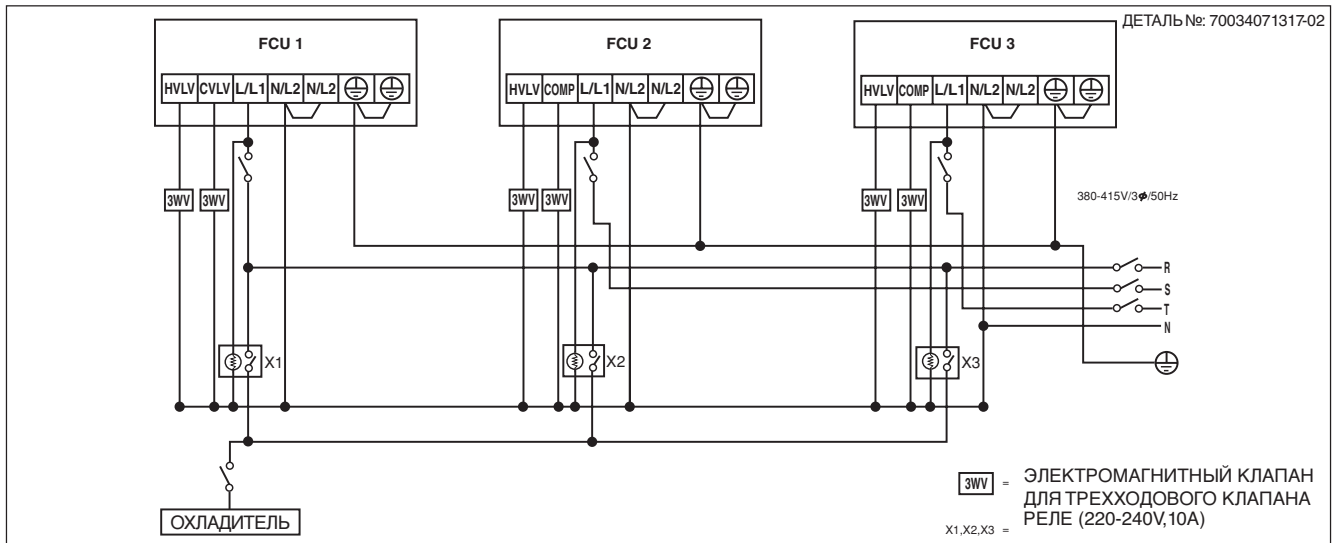 ДЕТАЛЬ №: 70034071317-02
FCU 1
FCU 2
FCU 3
HVLV CVLV L/L1 N/L2 N/L2
HVLV COMP L/L1 N/L2 N/L2
HVLV COMP L/L1 N/L2 N/L2
3WV 3WV
3WV 3WV
3WV 3WV
380-415V/3ϕ/50Hz
R
S
T
N
X1
X2
X3
ОХЛАДИТЕЛЬ
3WV = ЭЛЕКТРОМАГНИТНЫЙ КЛАПАН
ДЛЯ ТРЕХХОДОВОГО КЛАПАНА
X1,X2,X3 = РЕЛЕ (220-240V,10A)